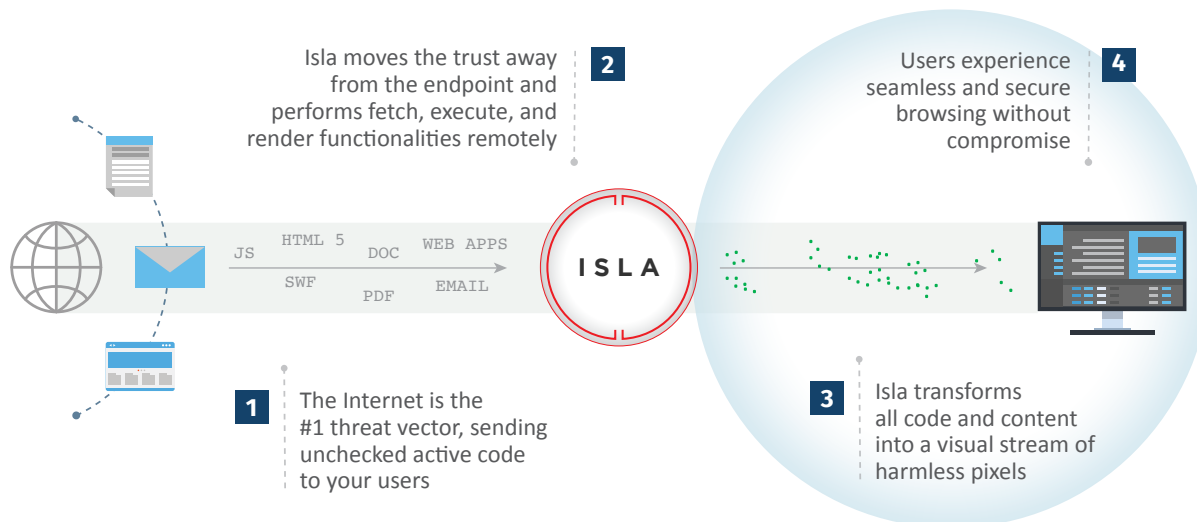 1
The Internet is the
#1 threat vector, sending
unchecked active code
to your users
2
Isla moves the trust away
from the endpoint and
performs fetch, execute, and
render functionalities remotely
JS
HTML 5
DOC
WEB APPS
SWF
PDF
EMAIL
ISLA
3
Isla transforms
all code and content
into a visual stream of
harmless pixels
4
Users experience
seamless and secure
browsing without
compromise